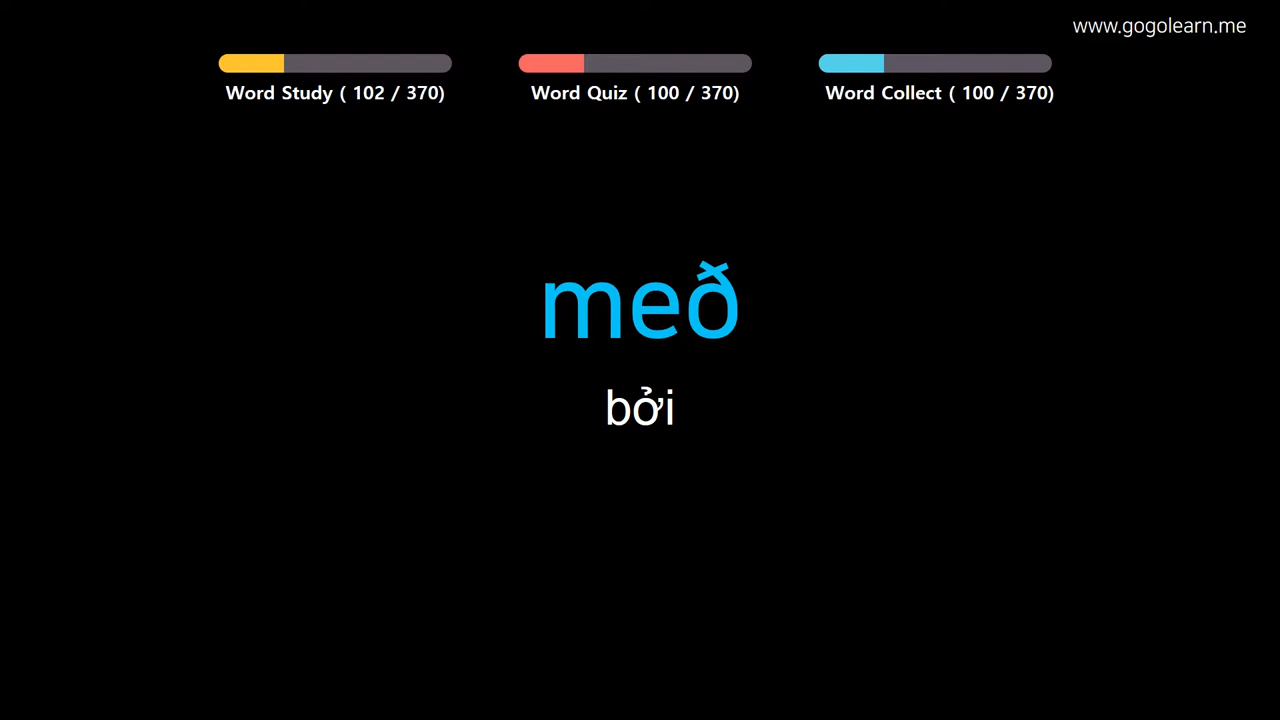 www.gogolearn.me
Word Study ( 102 / 370)
Word Quiz ( 100 / 370)
Word Collect ( 100 / 370)
með
bởi